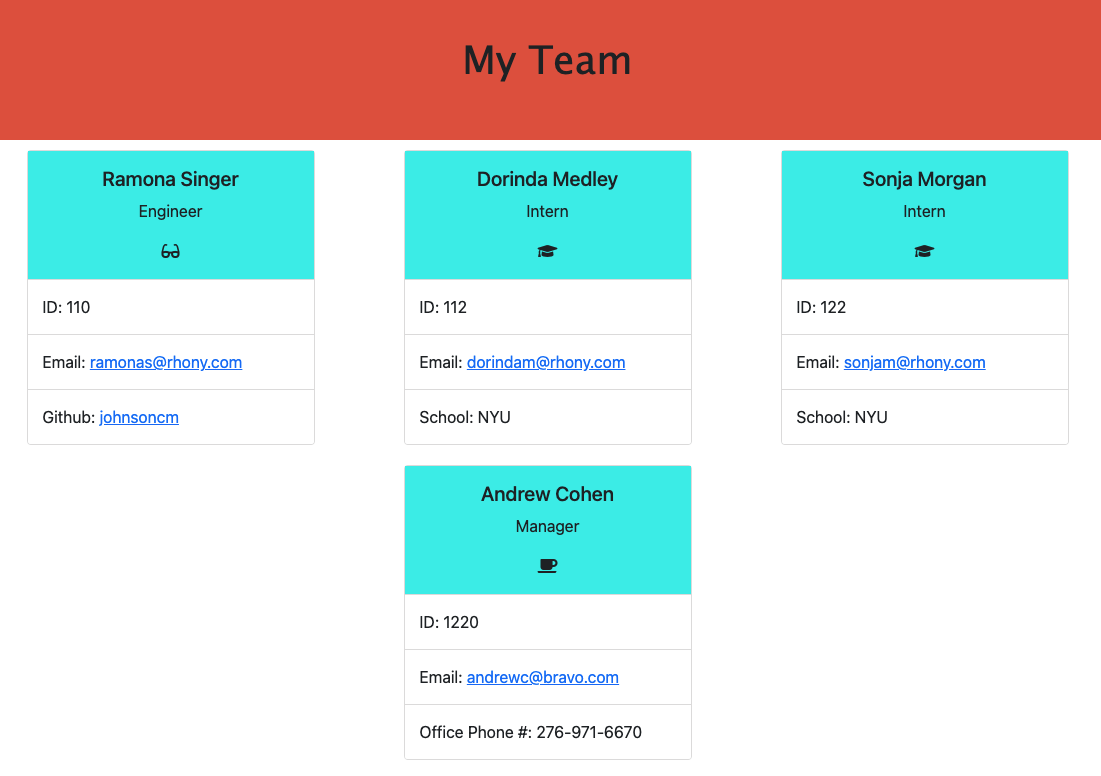 My Team
Ramona Singer
Engineer
ID: 110
Email: ramonas@rhony.com
Github: johnsoncm
Dorinda Medley
Intern
ID: 112
Email: dorindam@rhony.com
School: NYU
Sonja Morgan
Intern
ID: 122
Email: sonjam@rhony.com
School: NYU
Andrew Cohen
Manager
ID: 1220
Email: andrewc@bravo.com
Office Phone #: 276-971-6670